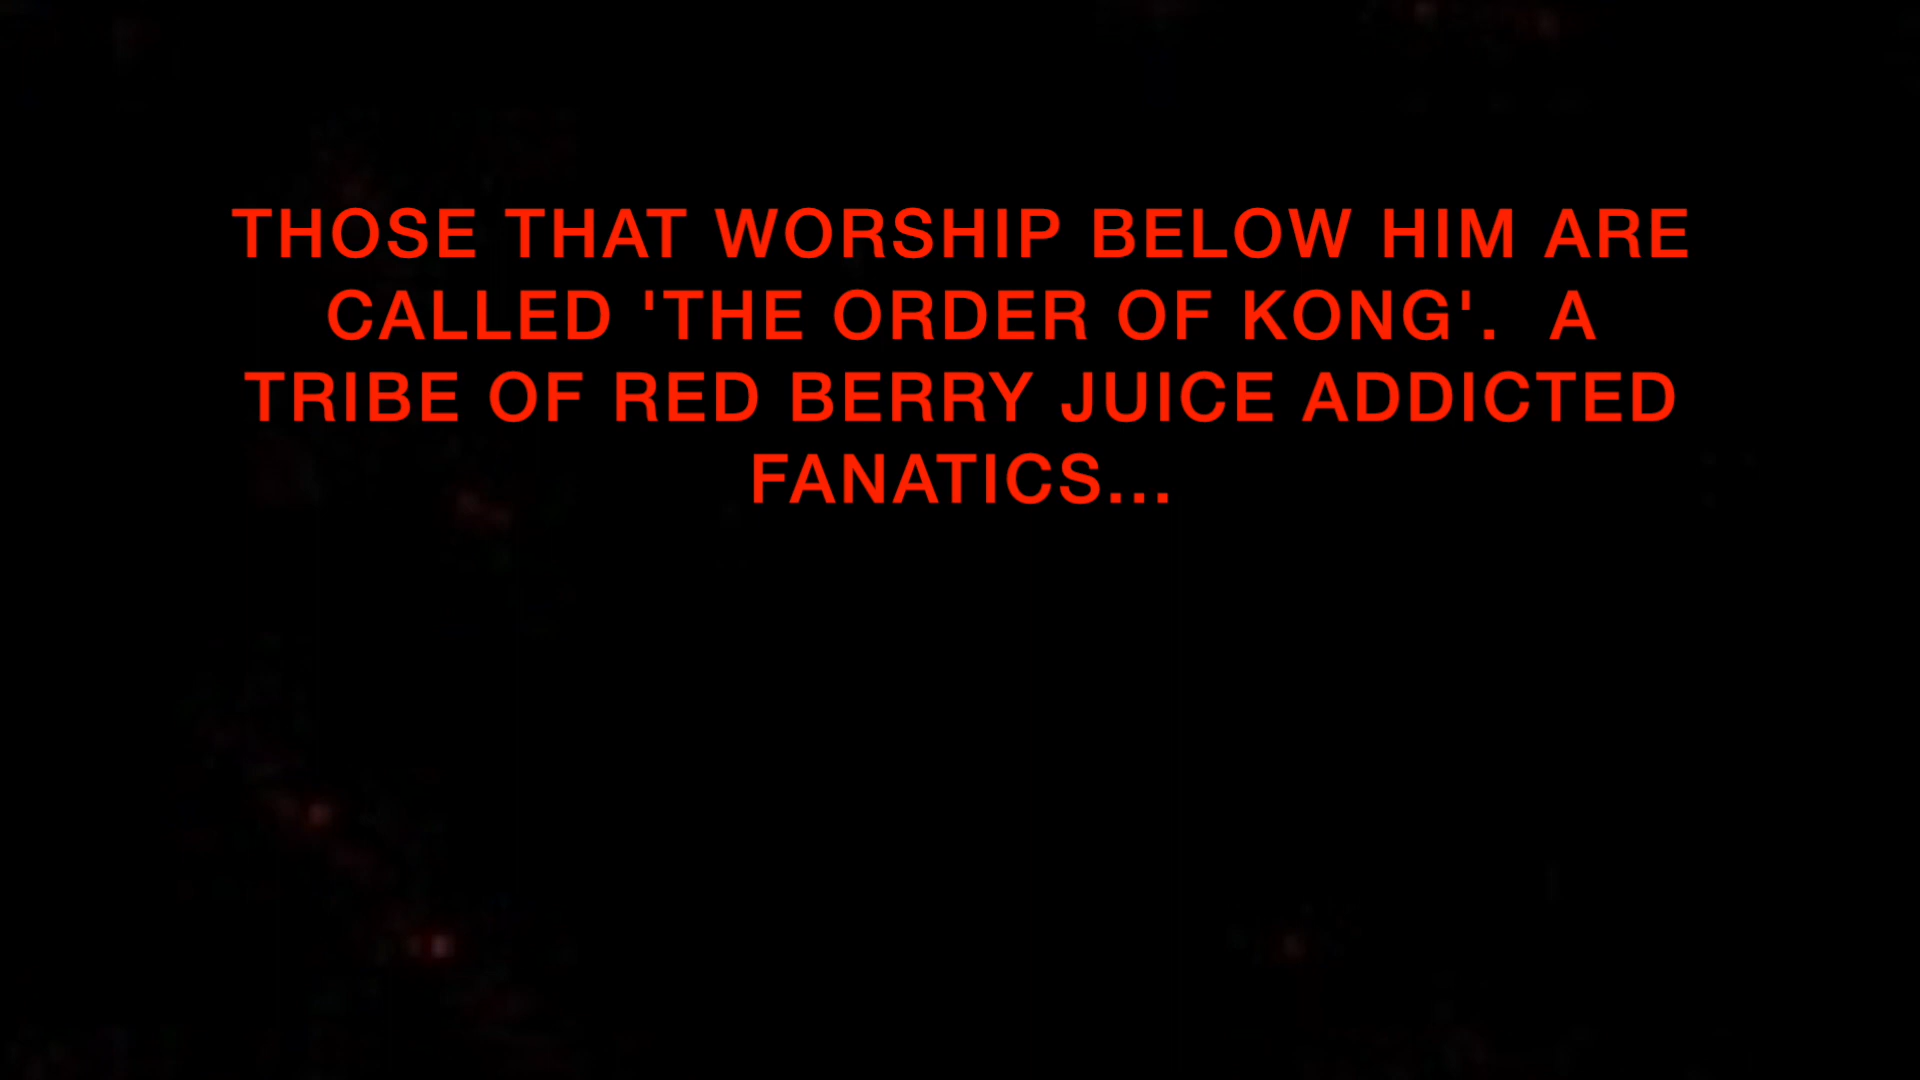 THOSE THAT WORSHIP BELOW HIM ARE
CALLED 'THE ORDER OF KONG'.  A
TRIBE OF RED BERRY JUICE ADDICTED
FANATICS...